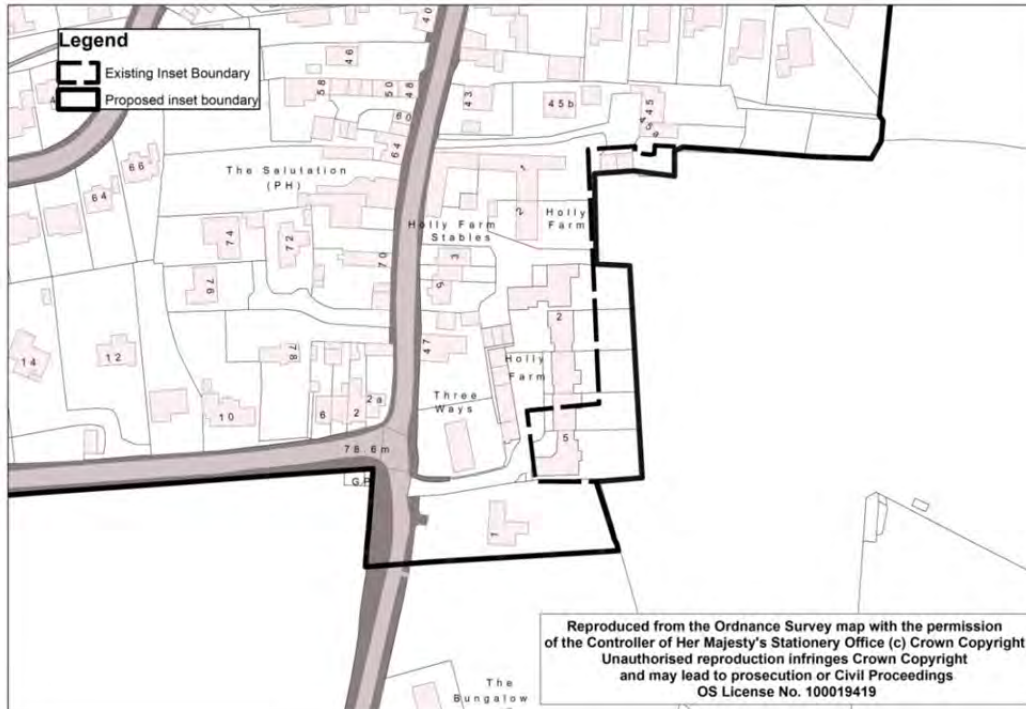 Legend
Existing Inset Boundary
Proposed inset boundary
40
46
58
50
48
43
45b
45
60
64
66
The Salutation
(PH)
1
2
Holly
Farm
64
74
72
Holly Farm
Stables
3
5
70
76
2
47
78
Holly
Farm
14
12
Three
Ways
2a
10
6
2
5
78.6m
G.P
1
Reproduced from the Ordnance Survey map with the permission
of the Controller of Her Majesty's Stationery Office (c) Crown Copyright
Unauthorised reproduction infringes Crown Copyright
and may lead to prosecution or Civil Proceedings
OS License No. 100019419
The
Bungalow